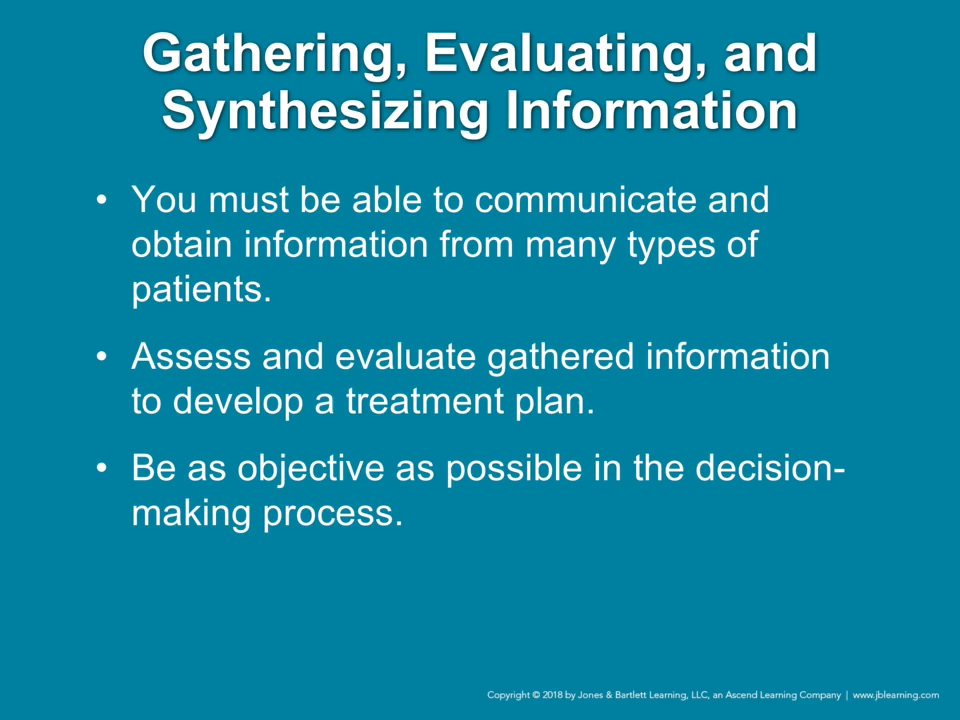 Gathering, Evaluating, and
Synthesizing Information
• You must be able to communicate and
obtain information from many types of
patients.
• Assess and evaluate gathered information
to develop a treatment plan.
• Be as objective as possible in the decision-
making process.
Copyright © 2018 by Jones & Bartlett Learning, LLC, an Ascend Learning Company | www.jblearning.com